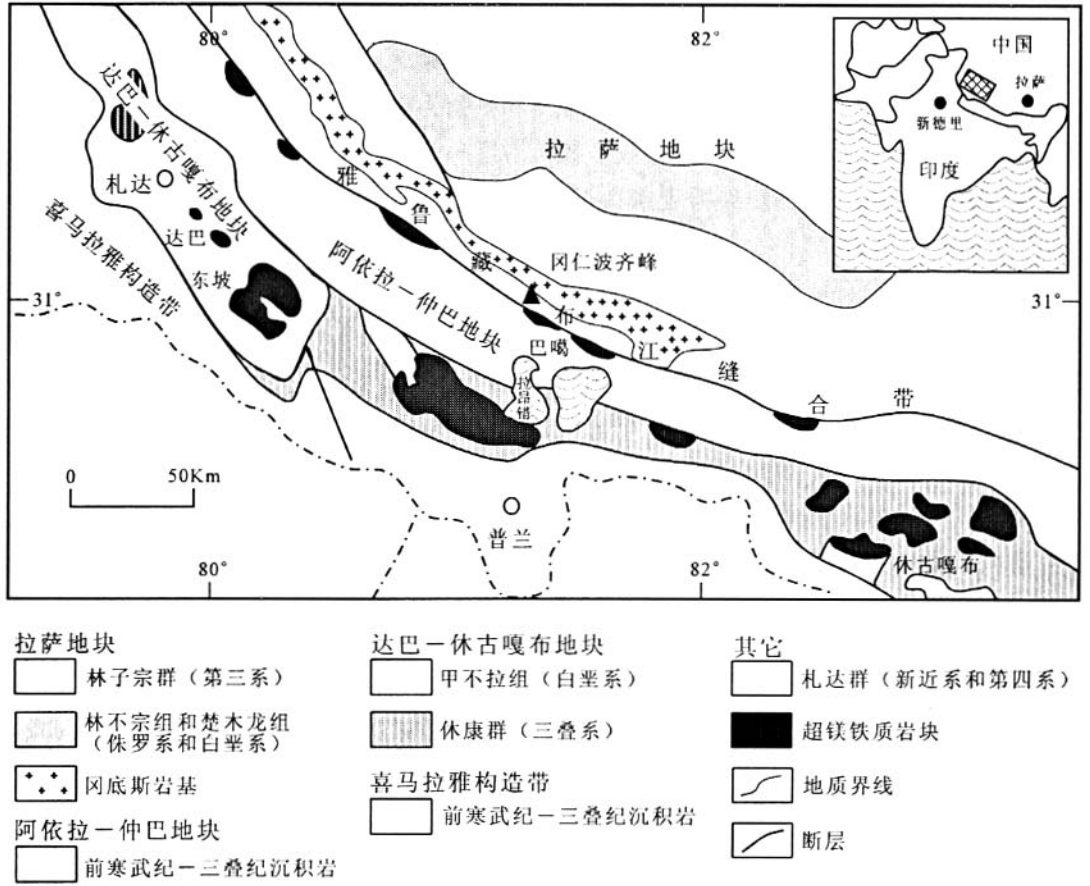 80°
82°
中国
拉萨
新德里
印度
达巴－休古嘎布地块
拉萨地块
札达
雅鲁藏布江缝合带
喜马拉雅构造带
达巴
阿依拉－仲巴地块
冈仁波齐峰
东坡
31°
31°
巴噶
拉昂错
0
50Km
普兰
休古嘎布
80°
82°
拉萨地块
林子宗群（第三系）
林不宗组和楚木龙组
（侏罗系和白垩系）
冈底斯岩基
阿依拉－仲巴地块
前寒武纪－三叠纪沉积岩
达巴－休古嘎布地块
甲不拉组（白垩系）
休康群（三叠系）
喜马拉雅构造带
前寒武纪－三叠纪沉积岩
其它
札达群（新近系和第四系）
超镁铁质岩块
地质界线
断层